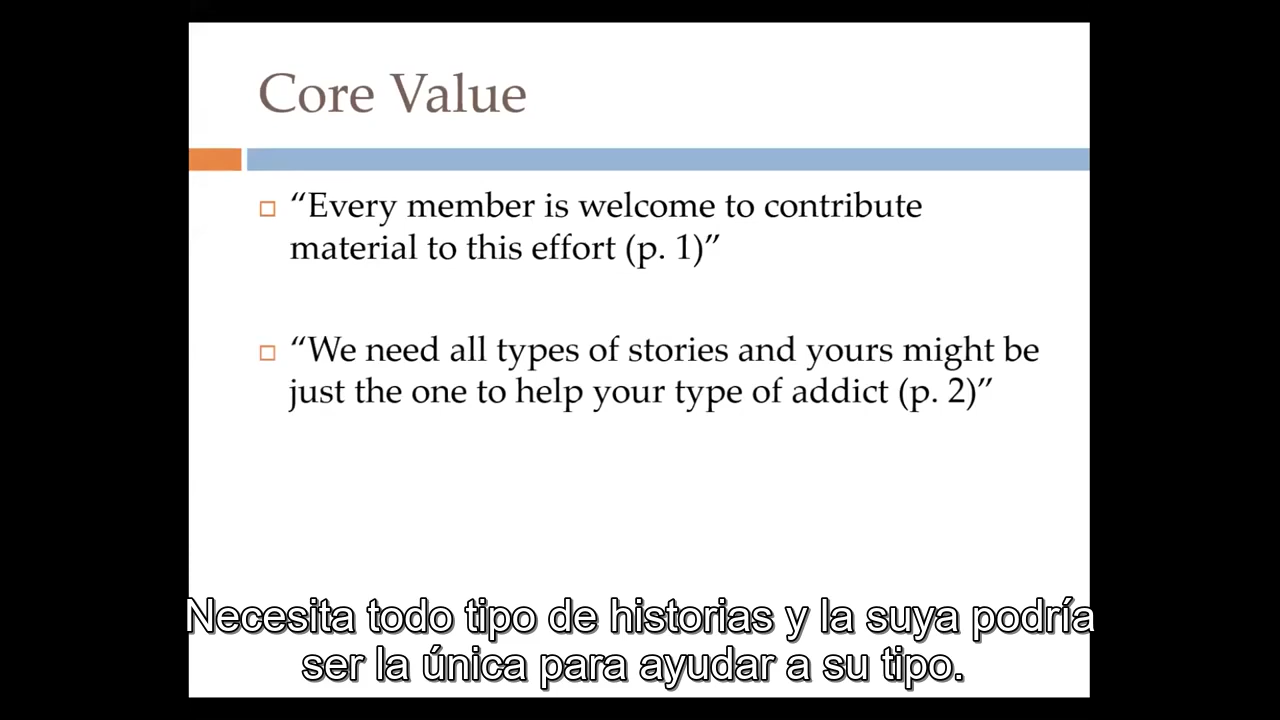 Core Value
“Every member is welcome to contribute
material to this effort (p. 1)”
“We need all types of stories and yours might be
just the one to help your type of addict (p. 2)”
Necesita todo tipo de historias y la suya podría
ser la única para ayudar a su tipo.